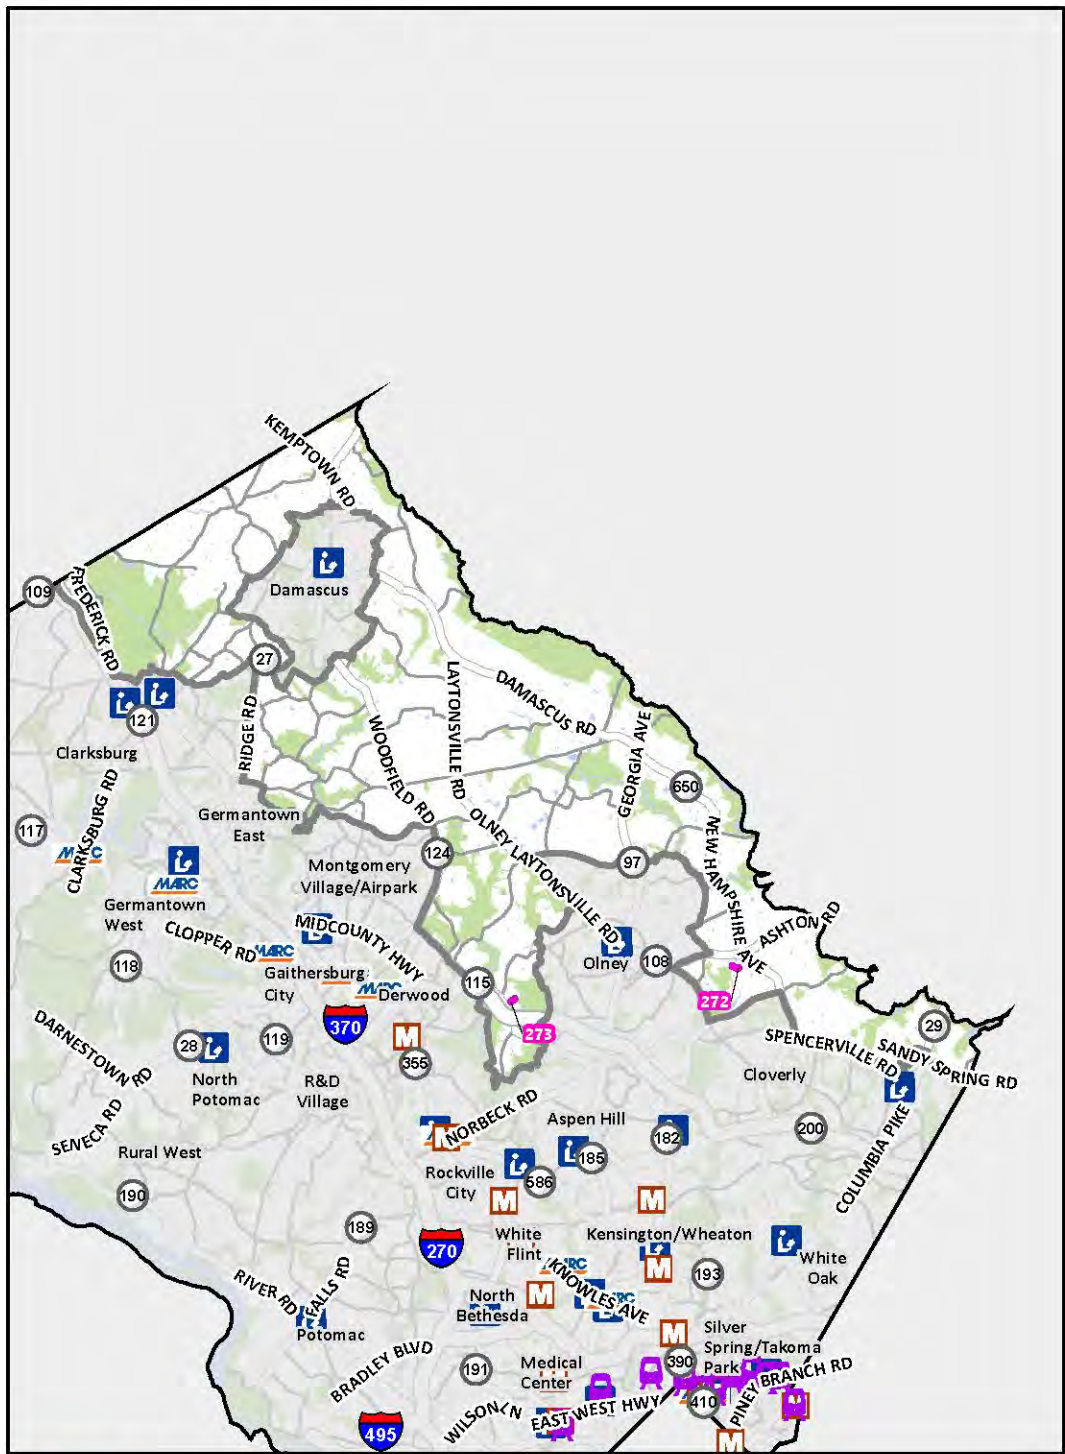 KEMPTOWN RD
Damascus
109
FREDERICK RD
27
121
Clarksburg
RIDGE RD
LAYTONSVILLE RD
DAMASCUS RD
WOODFIELD RD
GEORGIA AVE
650
CLARKSBURG RD
117
MARC
Germantown
East
OLNEY LAYTONSVILLE RD
NEW HAMPSHIRE AVE
124
97
Montgomery
Village/Airpark
MARC
Germantown
West
CLOPPER RD
MIDCOUNTY HWY
ASHTON RD
MARC
118
Gaithersburg
City
Derwood
115
Olney
108
272
273
370
M
355
DARNESTOWN RD
28
119
North
Potomac
R&D
Village
29
SPENCERVILLE RD
SANDY SPRING RD
Cloverly
SENECA RD
NORBECK RD
M
Aspen Hill
182
200
COLUMBIA PIKE
Rural West
190
Rockville
City
586
185
M
M
189
270
White
Flint
MARC
Kensington/Wheaton
M
193
White
Oak
RIVER RD
FALLS RD
Potomac
North
Bethesda
M
KNOWLES AVE
M
Silver
Spring/Takoma
Park
390
BRADLEY BLVD
191
Medical
Center
410
PINEY BRANCH RD
495
WILSON LN
EAST WEST HWY
M